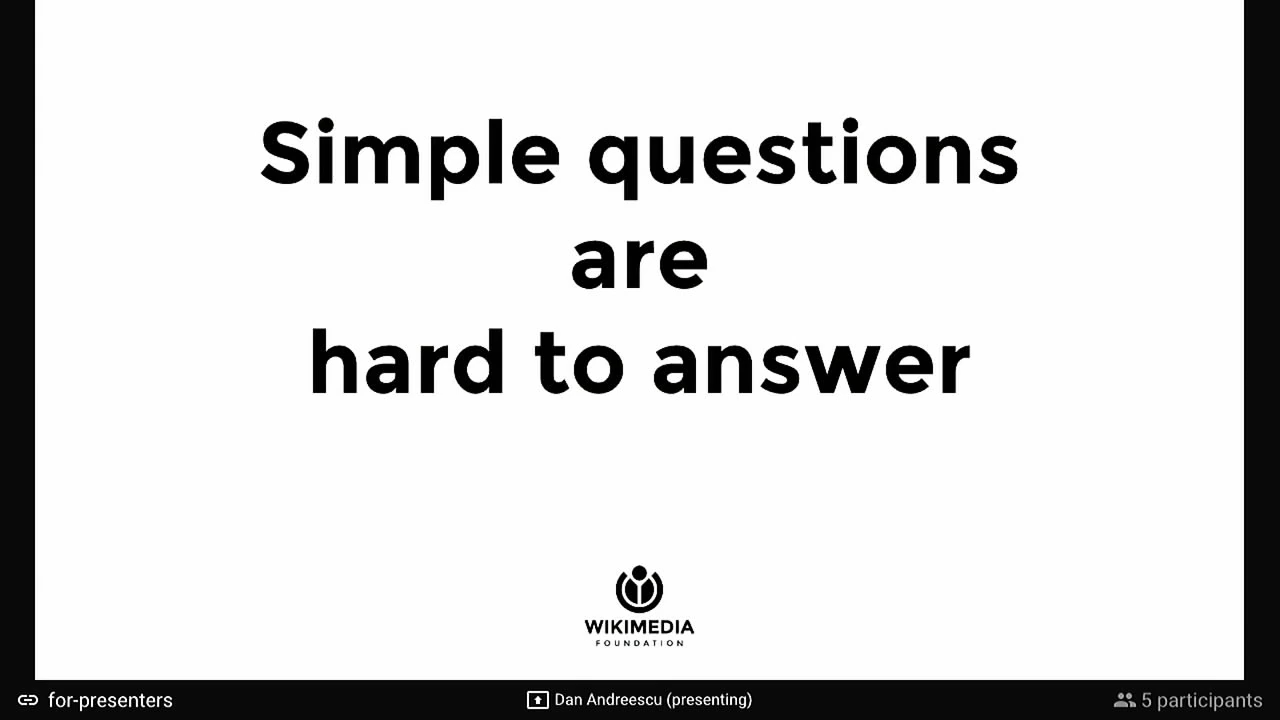 Simple questions
are
hard to answer
WIKIMEDIA
FOUNDATION
for-presenters
Dan Andreescu (presenting)
5 participants